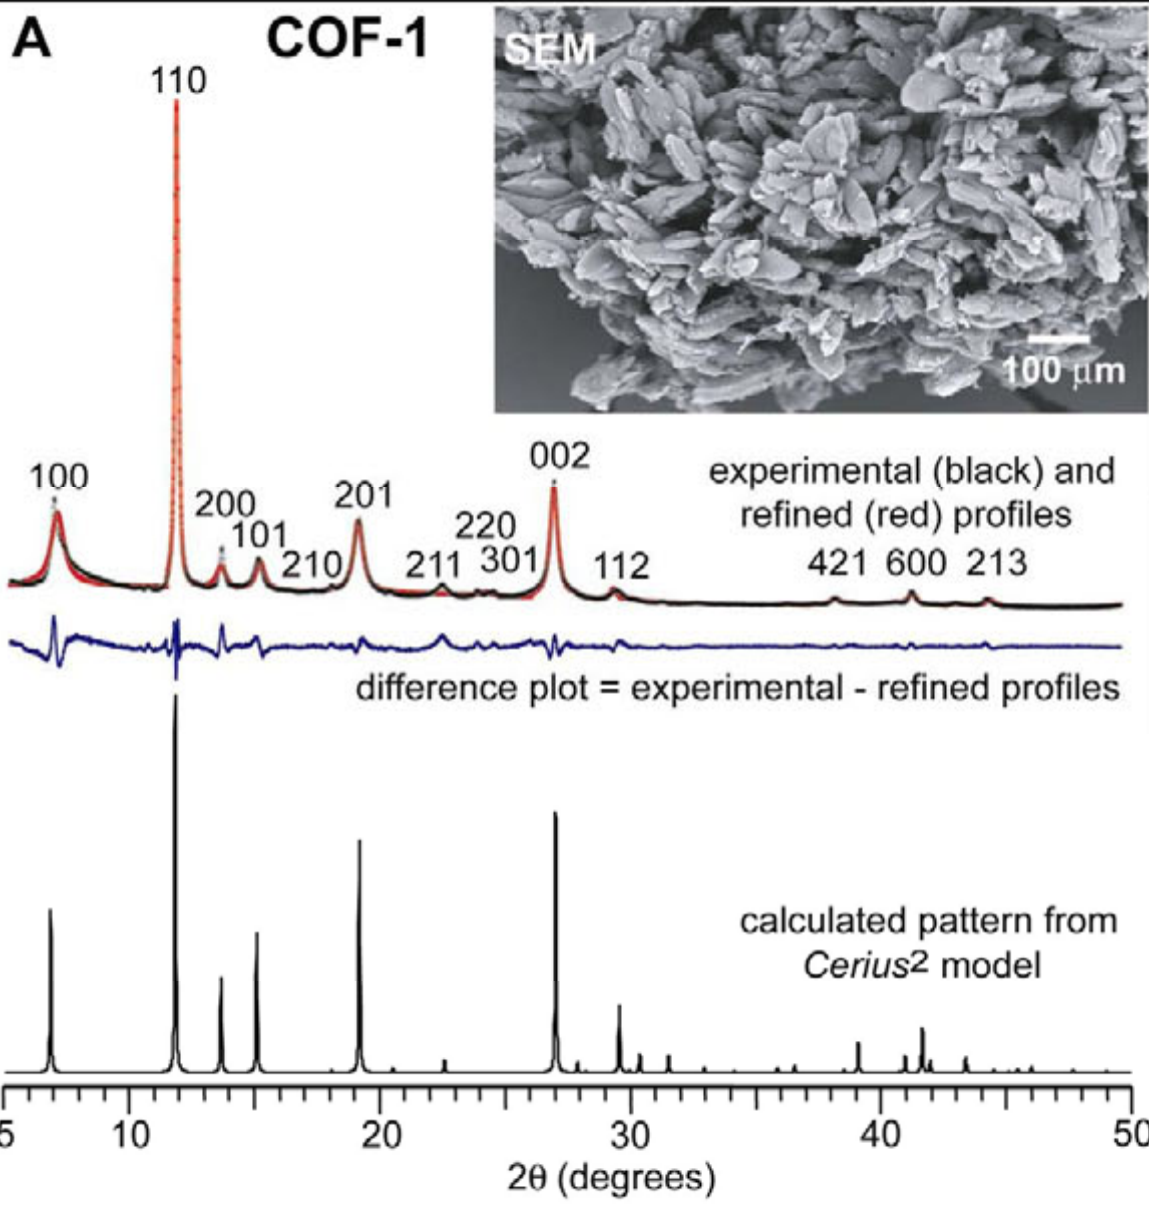 A
COF-1
SEM
110
100 μm
002
100
200
201
101
220
210
211
301
112
experimental (black) and
refined (red) profiles
421 600 213
difference plot = experimental - refined profiles
calculated pattern from
Cerius2 model
5 10 20 30 40 50
2θ (degrees)